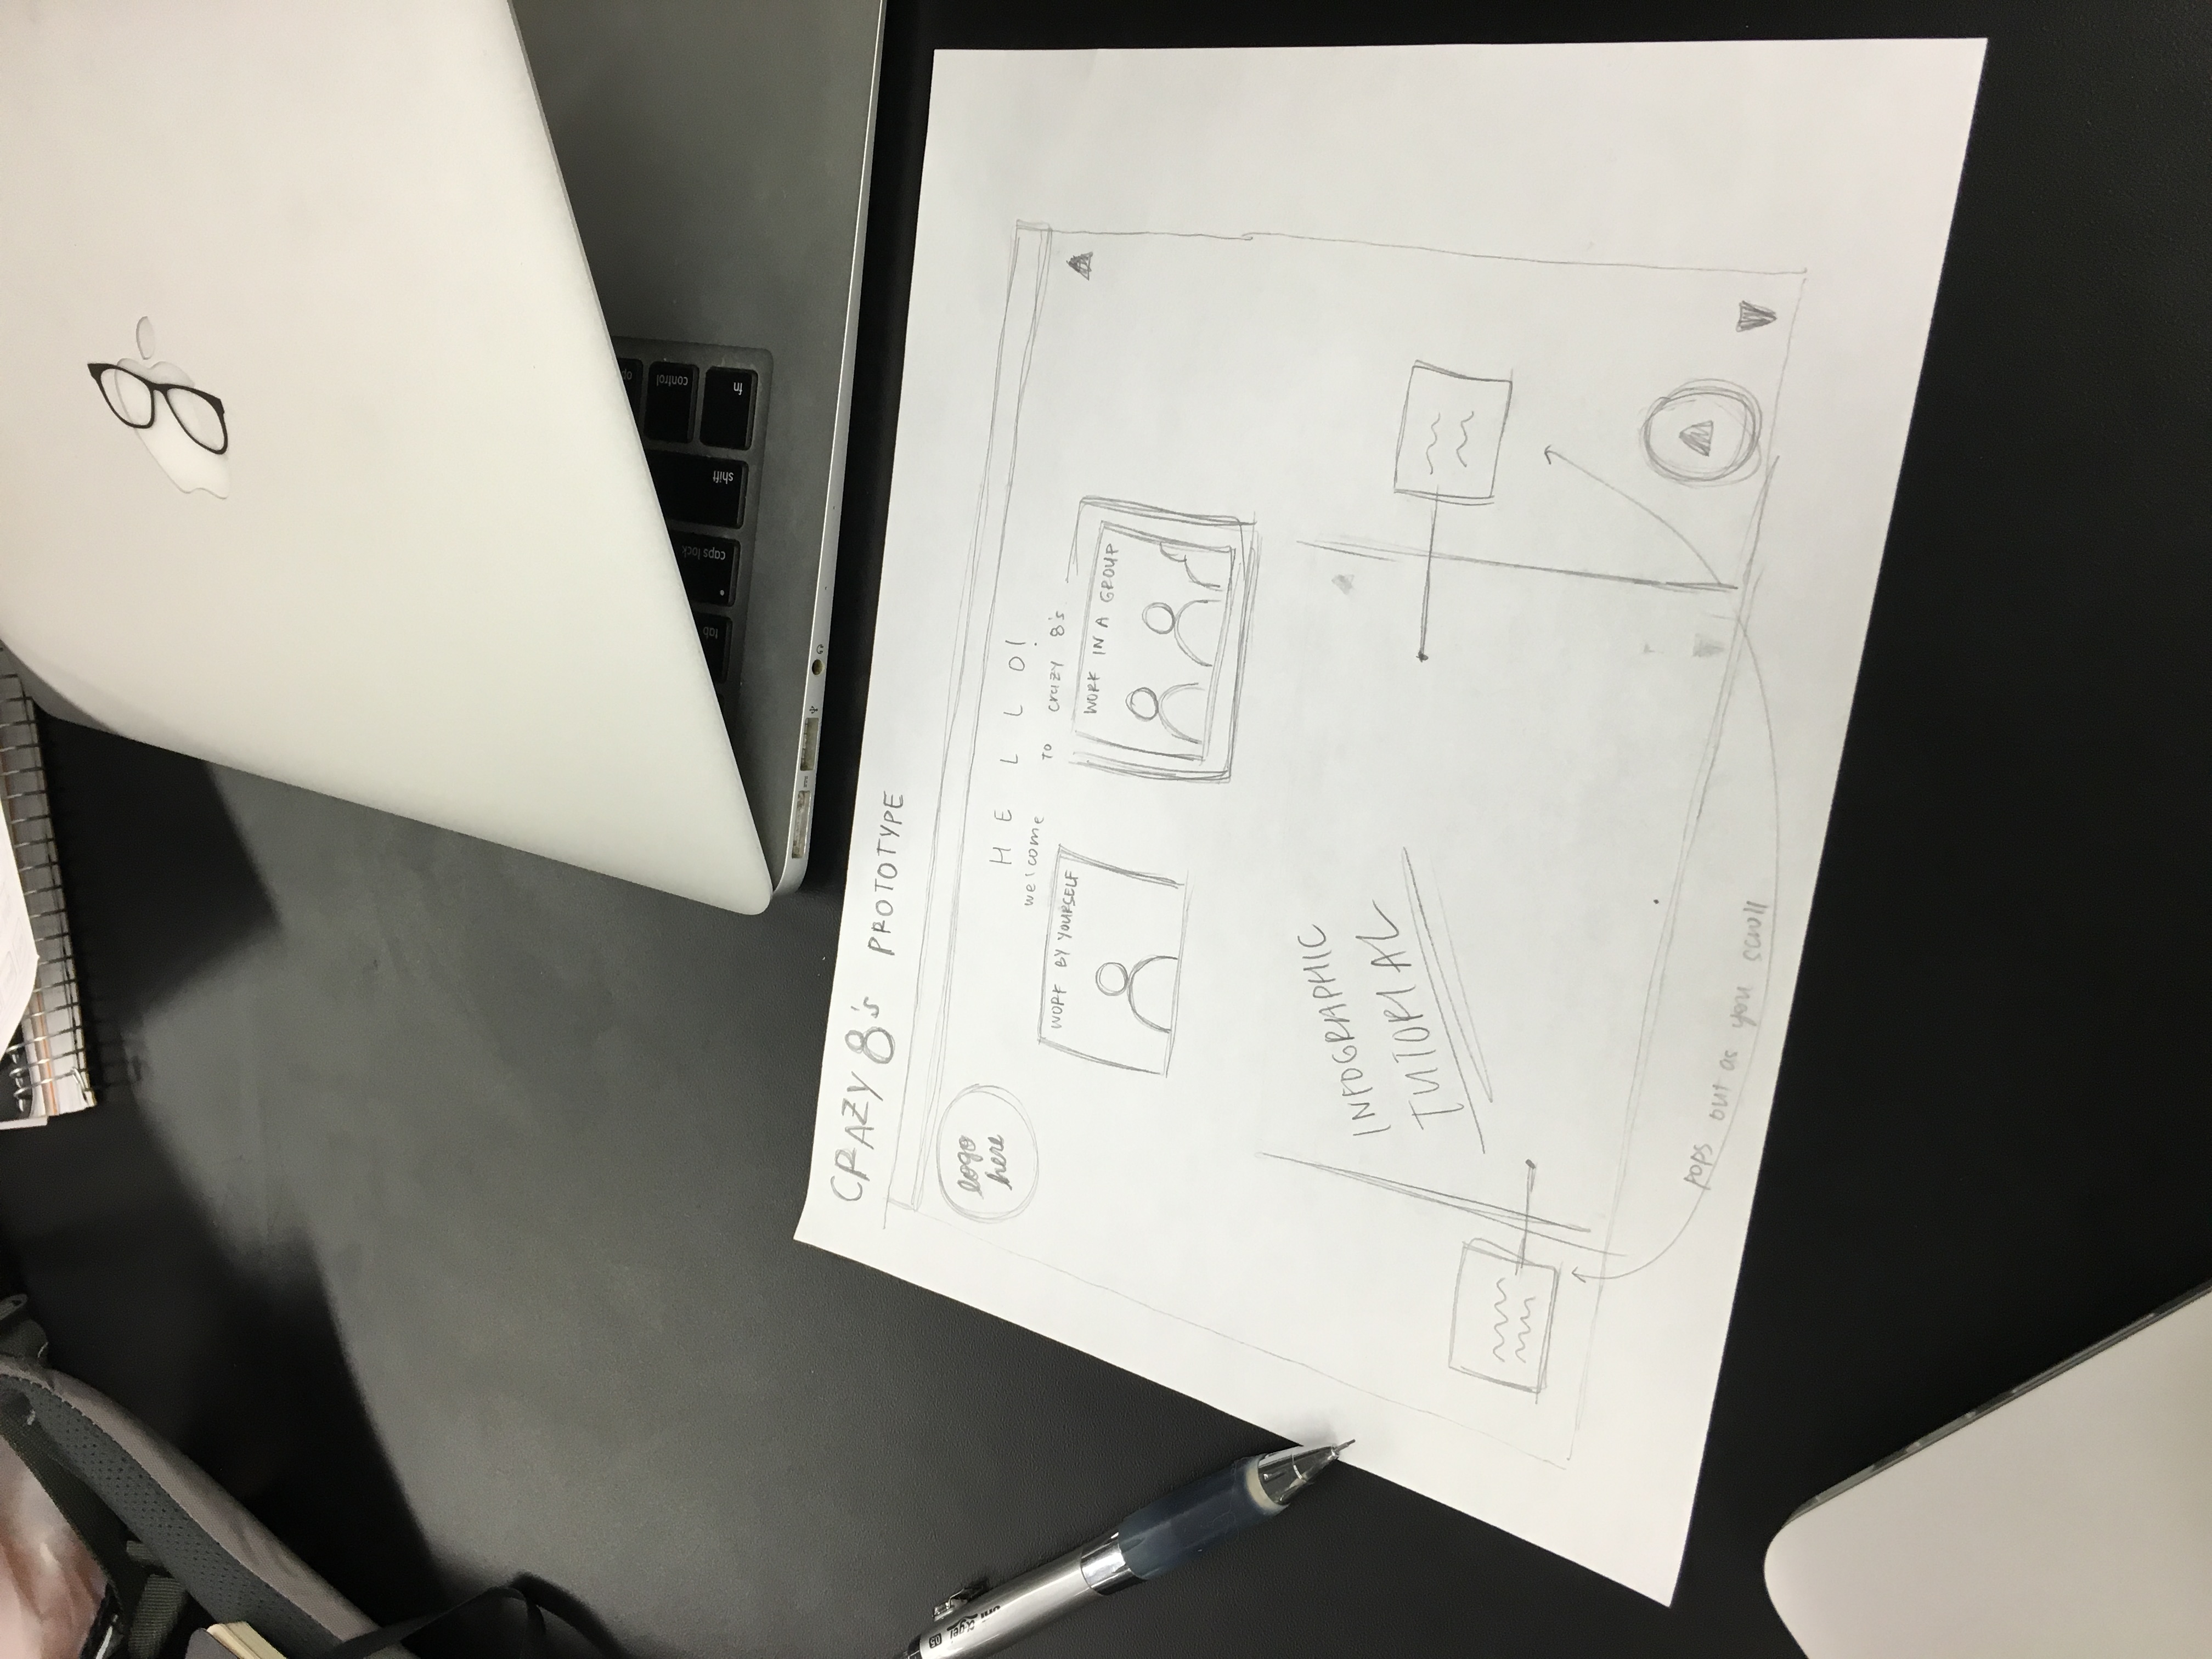 CRAZY 8's PROTOTYPE
logo
here
HELLO!
welcome TO crazy 8's
WORK BY YOURSELF
WORK IN A GROUP
INFOGRAPHIC
TUTORIAL
pops out as you scroll
tab
caps lock
shift
fn
control